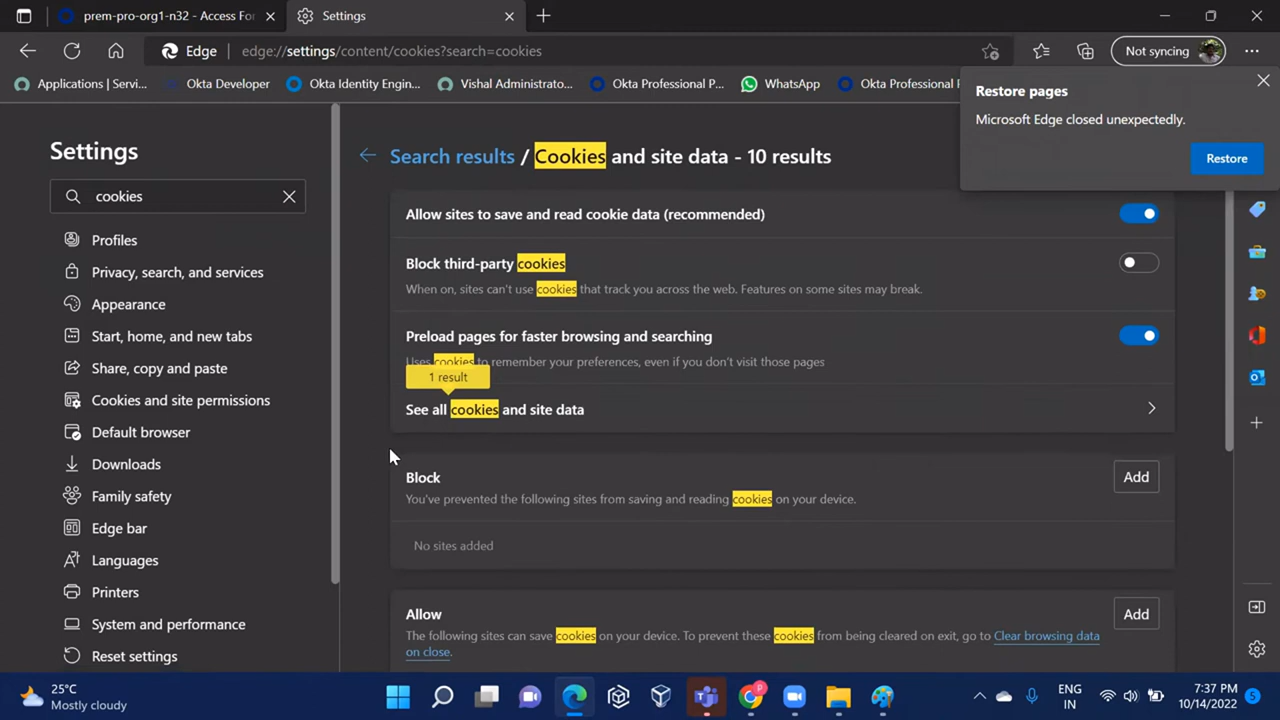 prem-pro-org1-n32 - Access For
Settings
Edge
edge://settings/content/cookies?search=cookies
Not syncing
Applications | Servi...
Okta Developer
Okta Identity Engin...
Vishal Administrato...
Okta Professional P...
WhatsApp
Okta Professional
Restore pages
Microsoft Edge closed unexpectedly.
Restore
Settings
cookies
Profiles
Privacy, search, and services
Appearance
Start, home, and new tabs
Share, copy and paste
Cookies and site permissions
Default browser
Downloads
Family safety
Edge bar
Languages
Printers
System and performance
Reset settings
Search results / Cookies and site data - 10 results
Allow sites to save and read cookie data (recommended)
Block third-party cookies
When on, sites can't use cookies that track you across the web. Features on some sites may break.
Preload pages for faster browsing and searching
Uses cookies to remember your preferences, even if you don't visit those pages
1 result
See all cookies and site data
Block
Add
You've prevented the following sites from saving and reading cookies on your device.
No sites added
Allow
Add
The following sites can save cookies on your device. To prevent these cookies from being cleared on exit, go to Clear browsing data
on close.
25°C
Mostly cloudy
P
ENG
IN
7:37 PM
10/14/2022
5